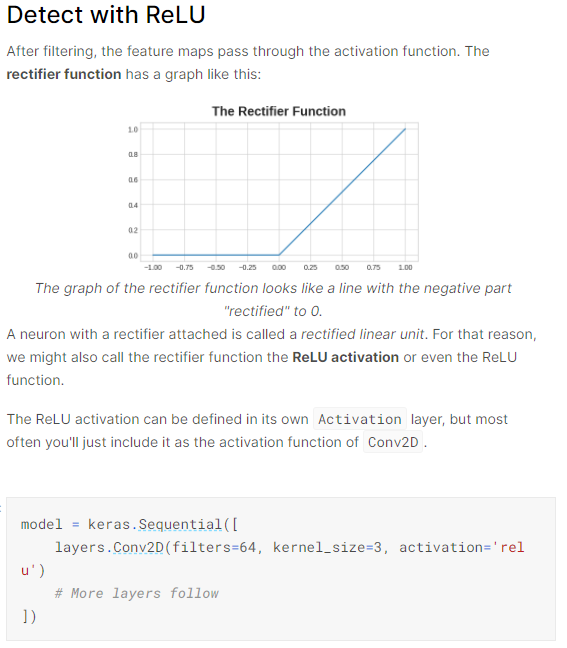 Detect with ReLU
After filtering, the feature maps pass through the activation function. The
rectifier function has a graph like this:
The Rectifier Function
1.0
0.8
0.6
0.4
0.2
0.0
-1.00 -0.75 -0.50 -0.25 0.00 0.25 0.50 0.75 1.00
The graph of the rectifier function looks like a line with the negative part
"rectified" to 0.
A neuron with a rectifier attached is called a rectified linear unit. For that reason,
we might also call the rectifier function the ReLU activation or even the ReLU
function.
The ReLU activation can be defined in its own Activation layer, but most
often you'll just include it as the activation function of Conv2D.
model = keras.Sequential([
    layers.Conv2D(filters=64, kernel_size=3, activation='rel
u')
    # More layers follow
])